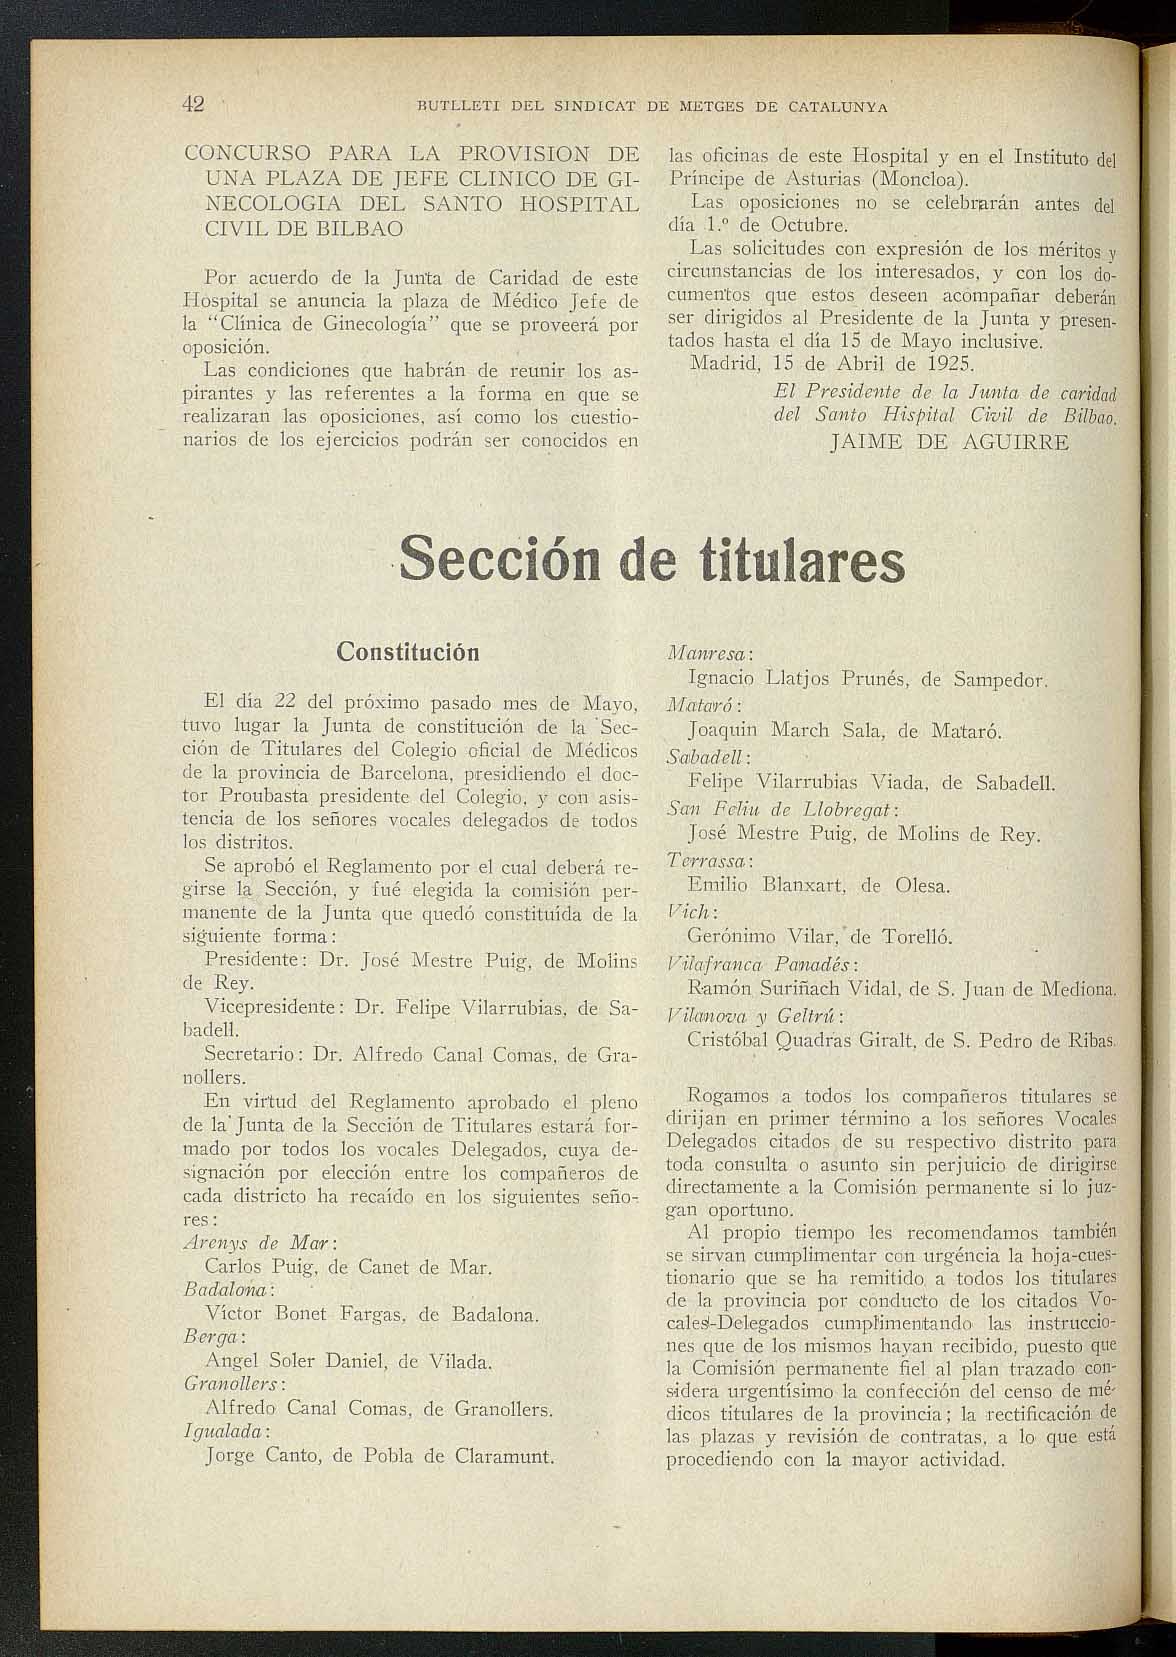 42
BUTLLETI DEL SINDICAT DE METGES DE CATALUNYA
CONCURSO PARA LA PROVISION DE
UNA PLAZA DE JEFE CLINICO DE GI-
NECOLOGIA DEL SANTO HOSPITAL
CIVIL DE BILBAO
Por acuerdo de la Junta de Caridad de este
Hospital se anuncia la plaza de Médico Jefe de
la “Clínica de Ginecología” que se proveerá por
oposición.
Las condiciones que habrán de reunir los as-
pirantes y las referentes a la forma en que se
realizaran las oposiciones, así como los cuestio-
narios de los ejercicios podrán ser conocidos en
las oficinas de este Hospital y en el Instituto del
Príncipe de Asturias (Moncloa).
Las oposiciones no se celebrarán antes del
día 1.º de Octubre.
Las solicitudes con expresión de los méritos y
circunstancias de los interesados, y con los do-
cumentos que estos deseen acompañar deberán
ser dirigidos al Presidente de la Junta y presen-
tados hasta el día 15 de Mayo inclusive.
Madrid, 15 de Abril de 1925.
El Presidente de la Junta de caridad
del Santo Hispital Civil de Bilbao.
JAIME DE AGUIRRE
Sección de titulares
Constitución
El día 22 del próximo pasado mes de Mayo,
tuvo lugar la Junta de constitución de la Sec-
ción de Titulares del Colegio oficial de Médicos
de la provincia de Barcelona, presidiendo el doc-
tor Proubasta presidente del Colegio, y con asis-
tencia de los señores vocales delegados de todos
los distritos.
Se aprobó el Reglamento por el cual deberá re-
girse la Sección, y fué elegida la comisión per-
manente de la Junta que quedó constituída de la
siguiente forma:
Presidente: Dr. José Mestre Puig, de Molins
de Rey.
Vicepresidente: Dr. Felipe Vilarrubias, de Sa-
badell.
Secretario: Dr. Alfredo Canal Comas, de Gra-
nollers.
En virtud del Reglamento aprobado el pleno
de la Junta de la Sección de Titulares estará for-
mado por todos los vocales Delegados, cuya de-
signación por elección entre los compañeros de
cada districto ha recaído en los siguientes seño-
res:
Arenys de Mar:
Carlos Puig, de Canet de Mar.
Badalona:
Víctor Bonet Fargas, de Badalona.
Berga:
Angel Soler Daniel, de Vilada.
Granollers:
Alfredo Canal Comas, de Granollers.
Igualada:
Jorge Canto, de Pobla de Claramunt.
Manresa:
Ignacio Llatjos Prunés, de Sampedor.
Mataró:
Joaquin March Sala, de Mataró.
Sabadell:
Felipe Vilarrubias Viada, de Sabadell.
San Feliu de Llobregat:
José Mestre Puig, de Molins de Rey.
Terrassa:
Emilio Blanxart, de Olesa.
Vich:
Gerónimo Vilar, de Torelló.
Vilafranca Panadés:
Ramón Suriñach Vidal, de S. Juan de Mediona.
Vilanova y Geltrú:
Cristóbal Quadras Giralt, de S. Pedro de Ribas.
Rogamos a todos los compañeros titulares se
dirijan en primer término a los señores Vocales
Delegados citados de su respectivo distrito para
toda consulta o asunto sin perjuicio de dirigirse
directamente a la Comisión permanente si lo juz-
gan oportuno.
Al propio tiempo les recomendamos también
se sirvan cumplimentar con urgéncia la hoja-cues-
tionario que se ha remitido a todos los titulares
de la provincia por conducto de los citados Vo-
cales-Delegados cumplimentando las instruccio-
nes que de los mismos hayan recibido, puesto que
la Comisión permanente fiel al plan trazado con-
sidera urgentísimo la confección del censo de mé-
dicos titulares de la provincia; la rectificación de
las plazas y revisión de contratas, a lo que está
procediendo con la mayor actividad.